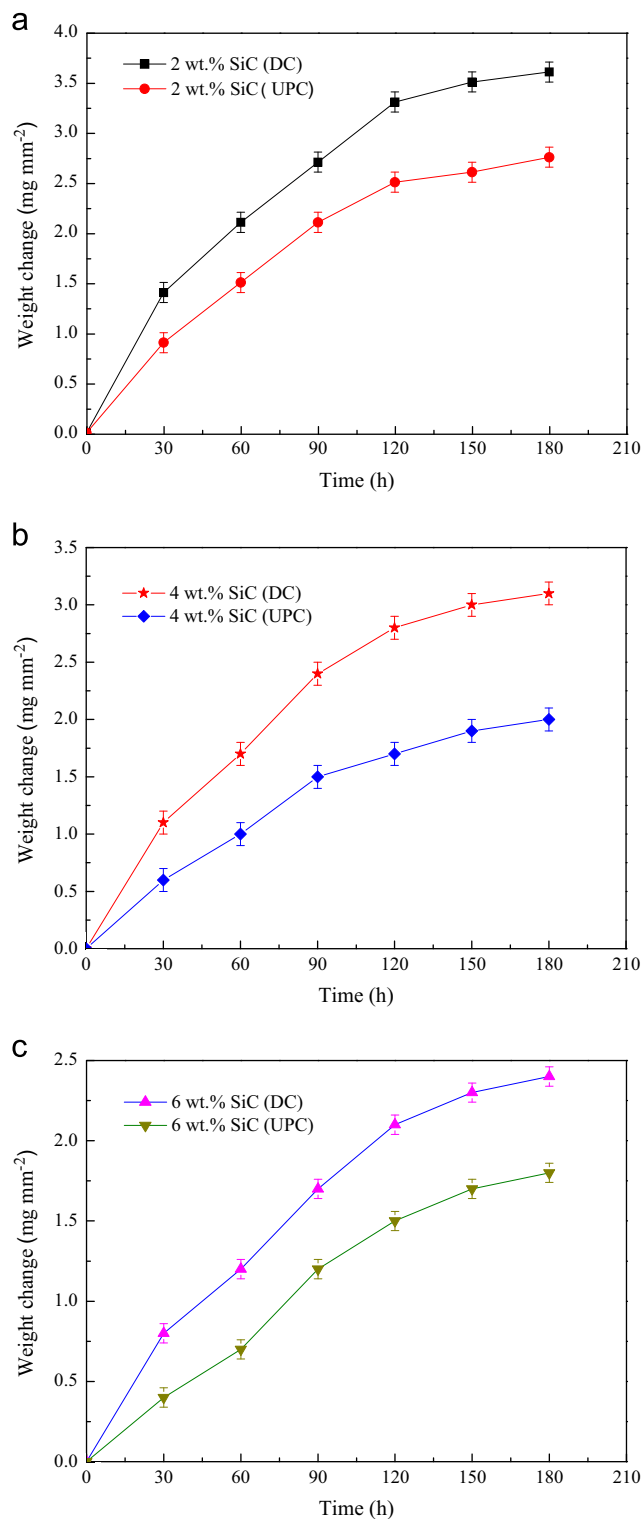 a
4.0
3.5
3.0
2.5
2.0
1.5
1.0
0.5
0.0
Weight change (mg mm⁻²)
2 wt.% SiC (DC)
2 wt.% SiC( UPC)
0 30 60 90 120 150 180 210
Time (h)
b
3.5
3.0
2.5
2.0
1.5
1.0
0.5
0.0
Weight change (mg mm⁻²)
4 wt.% SiC (DC)
4 wt.% SiC (UPC)
0 30 60 90 120 150 180 210
Time (h)
c
2.5
2.0
1.5
1.0
0.5
0.0
Weight change (mg mm⁻²)
6 wt.% SiC (DC)
6 wt.% SiC (UPC)
0 30 60 90 120 150 180 210
Time (h)